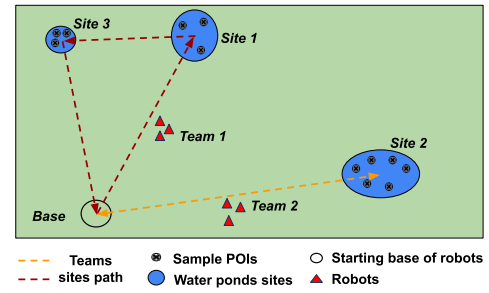 Site 3
Site 1
Team 1
Site 2
Base
Team 2
Teams
sites path
Sample POIs
Water ponds sites
Starting base of robots
Robots